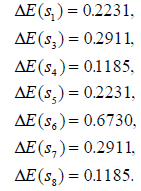 ΔE(s₁) = 0.2231,
ΔE(s₃) = 0.2911,
ΔE(s₄) = 0.1185,
ΔE(s₅) = 0.2231,
ΔE(s₆) = 0.6730,
ΔE(s₇) = 0.2911,
ΔE(s₈) = 0.1185.